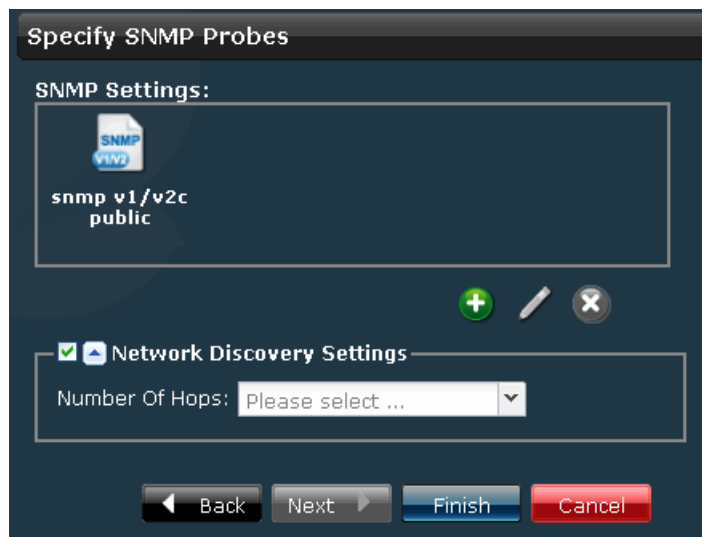 Specify SNMP Probes
SNMP Settings:
SNMP
V1/V2
snmp v1/v2c
public
Network Discovery Settings
Number Of Hops: Please select ...
Back Next Finish Cancel